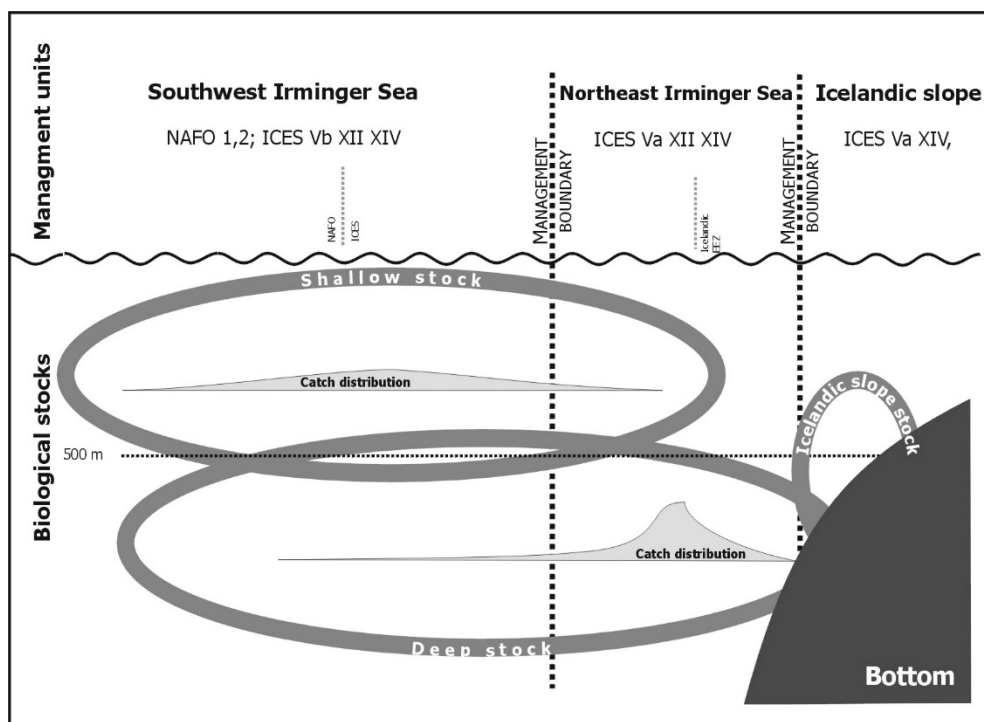 Managment units
Southwest Irminger Sea
NAFO 1,2; ICES Vb XII XIV
NAFO
ICES
MANAGEMENT
BOUNDARY
Northeast Irminger Sea
ICES Va XII XIV
Icelandic
EEZ
MANAGEMENT
BOUNDARY
Icelandic slope
ICES Va XIV,
Biological stocks
Shallow stock
Catch distribution
500 m
Icelandic slope stock
Catch distribution
Deep stock
Bottom